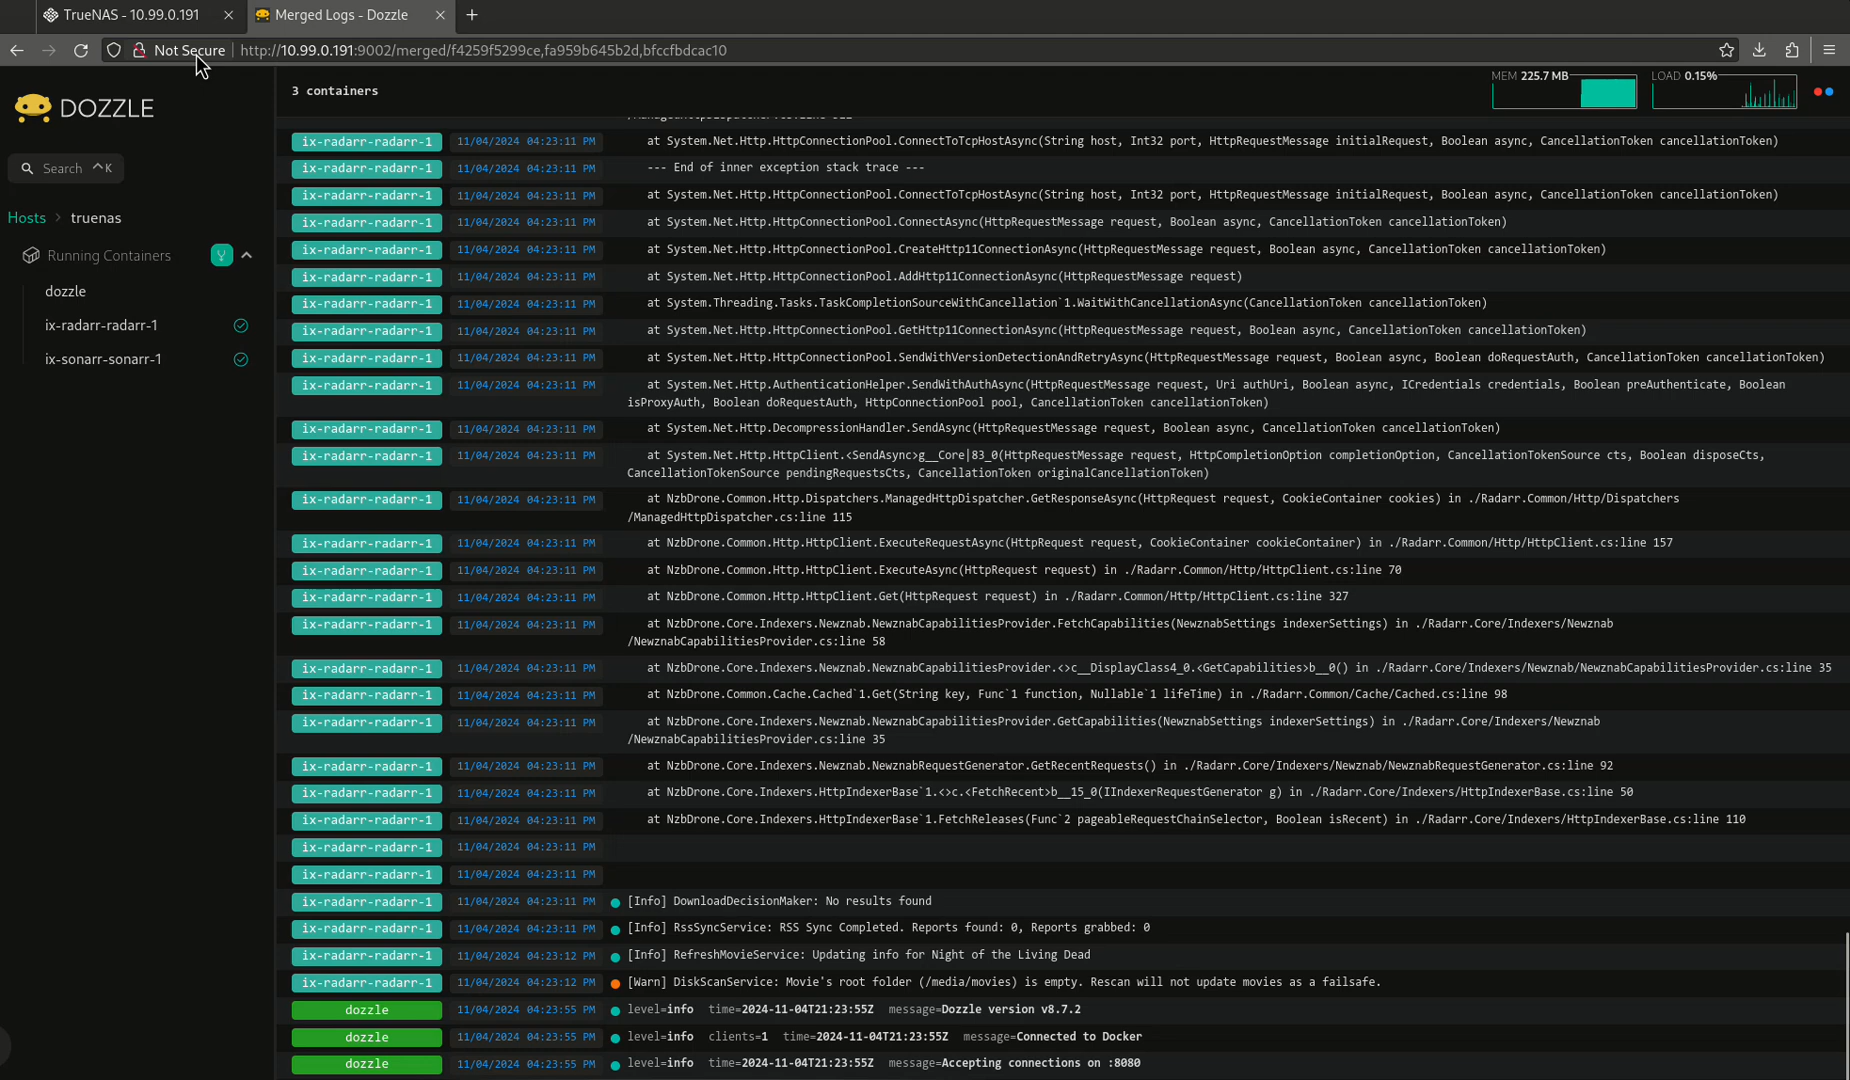 TrueNAS - 10.99.0.191
Merged Logs - Dozzle
Not Secure
http://10.99.0.191:9002/merged/f4259f5299ce,fa959b645b2d,bfccfbdcac10
DOZZLE
Search ^K
Hosts > truenas
Running Containers
dozzle
ix-radarr-radarr-1
ix-sonarr-sonarr-1
3 containers
MEM 225.7 MB
LOAD 0.15%
ix-radarr-radarr-1 11/04/2024 04:23:11 PM at System.Net.Http.HttpConnectionPool.ConnectToTcpHostAsync(String host, Int32 port, HttpRequestMessage initialRequest, Boolean async, CancellationToken cancellationToken)
ix-radarr-radarr-1 11/04/2024 04:23:11 PM --- End of inner exception stack trace ---
ix-radarr-radarr-1 11/04/2024 04:23:11 PM at System.Net.Http.HttpConnectionPool.ConnectToTcpHostAsync(String host, Int32 port, HttpRequestMessage initialRequest, Boolean async, CancellationToken cancellationToken)
ix-radarr-radarr-1 11/04/2024 04:23:11 PM at System.Net.Http.HttpConnectionPool.ConnectAsync(HttpRequestMessage request, Boolean async, CancellationToken cancellationToken)
ix-radarr-radarr-1 11/04/2024 04:23:11 PM at System.Net.Http.HttpConnectionPool.CreateHttp11ConnectionAsync(HttpRequestMessage request, Boolean async, CancellationToken cancellationToken)
ix-radarr-radarr-1 11/04/2024 04:23:11 PM at System.Net.Http.HttpConnectionPool.AddHttp11ConnectionAsync(HttpRequestMessage request)
ix-radarr-radarr-1 11/04/2024 04:23:11 PM at System.Threading.Tasks.TaskCompletionSourceWithCancellation`1.WaitWithCancellationAsync(CancellationToken cancellationToken)
ix-radarr-radarr-1 11/04/2024 04:23:11 PM at System.Net.Http.HttpConnectionPool.GetHttp11ConnectionAsync(HttpRequestMessage request, Boolean async, CancellationToken cancellationToken)
ix-radarr-radarr-1 11/04/2024 04:23:11 PM at System.Net.Http.HttpConnectionPool.SendWithVersionDetectionAndRetryAsync(HttpRequestMessage request, Boolean async, Boolean doRequestAuth, CancellationToken cancellationToken)
ix-radarr-radarr-1 11/04/2024 04:23:11 PM at System.Net.Http.AuthenticationHelper.SendWithAuthAsync(HttpRequestMessage request, Uri authUri, Boolean async, ICredentials credentials, Boolean preAuthenticate, Boolean
isProxyAuth, Boolean doRequestAuth, HttpConnectionPool pool, CancellationToken cancellationToken)
ix-radarr-radarr-1 11/04/2024 04:23:11 PM at System.Net.Http.DecompressionHandler.SendAsync(HttpRequestMessage request, Boolean async, CancellationToken cancellationToken)
ix-radarr-radarr-1 11/04/2024 04:23:11 PM at System.Net.Http.HttpClient.<SendAsync>g__Core|83_0(HttpRequestMessage request, HttpCompletionOption completionOption, CancellationTokenSource cts, Boolean disposeCts,
CancellationTokenSource pendingRequestsCts, CancellationToken originalCancellationToken)
ix-radarr-radarr-1 11/04/2024 04:23:11 PM at NzbDrone.Common.Http.Dispatchers.ManagedHttpDispatcher.GetResponseAsync(HttpRequest request, CookieContainer cookies) in ./Radarr.Common/Http/Dispatchers
/ManagedHttpDispatcher.cs:line 115
ix-radarr-radarr-1 11/04/2024 04:23:11 PM at NzbDrone.Common.Http.HttpClient.ExecuteRequestAsync(HttpRequest request, CookieContainer cookieContainer) in ./Radarr.Common/Http/HttpClient.cs:line 157
ix-radarr-radarr-1 11/04/2024 04:23:11 PM at NzbDrone.Common.Http.HttpClient.ExecuteAsync(HttpRequest request) in ./Radarr.Common/Http/HttpClient.cs:line 70
ix-radarr-radarr-1 11/04/2024 04:23:11 PM at NzbDrone.Common.Http.HttpClient.Get(HttpRequest request) in ./Radarr.Common/Http/HttpClient.cs:line 327
ix-radarr-radarr-1 11/04/2024 04:23:11 PM at NzbDrone.Core.Indexers.Newznab.NewznabCapabilitiesProvider.FetchCapabilities(NewznabSettings indexerSettings) in ./Radarr.Core/Indexers/Newznab
/NewznabCapabilitiesProvider.cs:line 58
ix-radarr-radarr-1 11/04/2024 04:23:11 PM at NzbDrone.Core.Indexers.Newznab.NewznabCapabilitiesProvider.<>c__DisplayClass4_0.<GetCapabilities>b__0() in ./Radarr.Core/Indexers/Newznab/NewznabCapabilitiesProvider.cs:line 35
ix-radarr-radarr-1 11/04/2024 04:23:11 PM at NzbDrone.Common.Cache.Cached`1.Get(String key, Func`1 function, Nullable`1 lifeTime) in ./Radarr.Common/Cache/Cached.cs:line 98
ix-radarr-radarr-1 11/04/2024 04:23:11 PM at NzbDrone.Core.Indexers.Newznab.NewznabCapabilitiesProvider.GetCapabilities(NewznabSettings indexerSettings) in ./Radarr.Core/Indexers/Newznab
/NewznabCapabilitiesProvider.cs:line 35
ix-radarr-radarr-1 11/04/2024 04:23:11 PM at NzbDrone.Core.Indexers.Newznab.NewznabRequestGenerator.GetRecentRequests() in ./Radarr.Core/Indexers/Newznab/NewznabRequestGenerator.cs:line 92
ix-radarr-radarr-1 11/04/2024 04:23:11 PM at NzbDrone.Core.Indexers.HttpIndexerBase`1.<>c.<FetchRecent>b__15_0(IIndexerRequestGenerator g) in ./Radarr.Core/Indexers/HttpIndexerBase.cs:line 50
ix-radarr-radarr-1 11/04/2024 04:23:11 PM at NzbDrone.Core.Indexers.HttpIndexerBase`1.FetchReleases(Func`2 pageableRequestChainSelector, Boolean isRecent) in ./Radarr.Core/Indexers/HttpIndexerBase.cs:line 110
ix-radarr-radarr-1 11/04/2024 04:23:11 PM
ix-radarr-radarr-1 11/04/2024 04:23:11 PM
ix-radarr-radarr-1 11/04/2024 04:23:11 PM [Info] DownloadDecisionMaker: No results found
ix-radarr-radarr-1 11/04/2024 04:23:11 PM [Info] RssSyncService: RSS Sync Completed. Reports found: 0, Reports grabbed: 0
ix-radarr-radarr-1 11/04/2024 04:23:12 PM [Info] RefreshMovieService: Updating info for Night of the Living Dead
ix-radarr-radarr-1 11/04/2024 04:23:12 PM [Warn] DiskScanService: Movie's root folder (/media/movies) is empty. Rescan will not update movies as a failsafe.
dozzle 11/04/2024 04:23:55 PM level=info time=2024-11-04T21:23:55Z message=Dozzle version v8.7.2
dozzle 11/04/2024 04:23:55 PM level=info clients=1 time=2024-11-04T21:23:55Z message=Connected to Docker
dozzle 11/04/2024 04:23:55 PM level=info time=2024-11-04T21:23:55Z message=Accepting connections on :8080